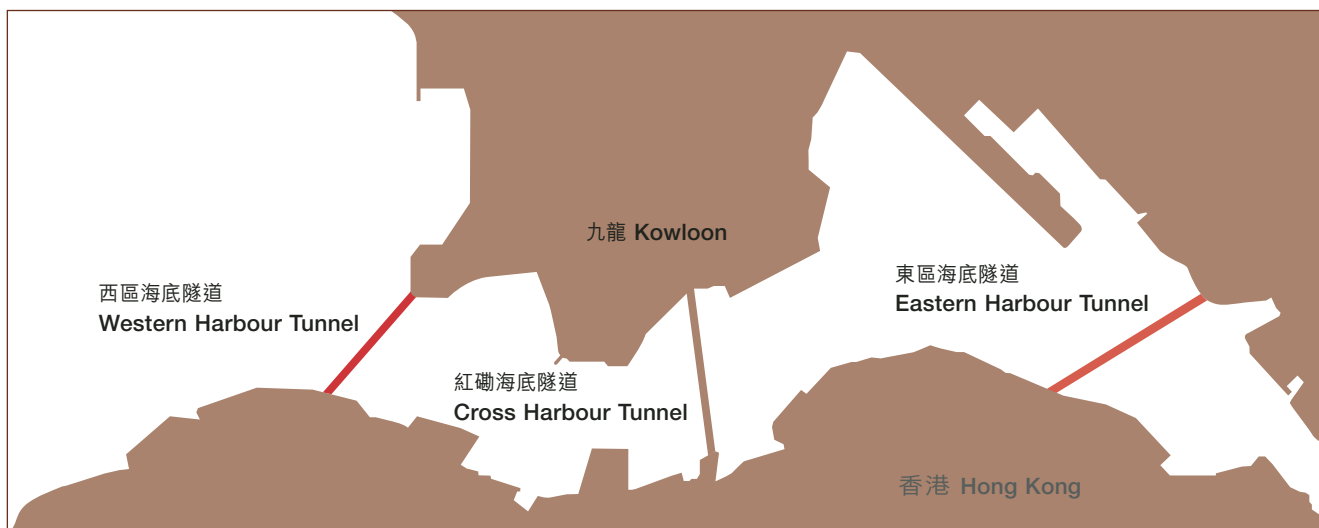 九龍 Kowloon
西區海底隧道
Western Harbour Tunnel
東區海底隧道
Eastern Harbour Tunnel
紅磡海底隧道
Cross Harbour Tunnel
香港 Hong Kong